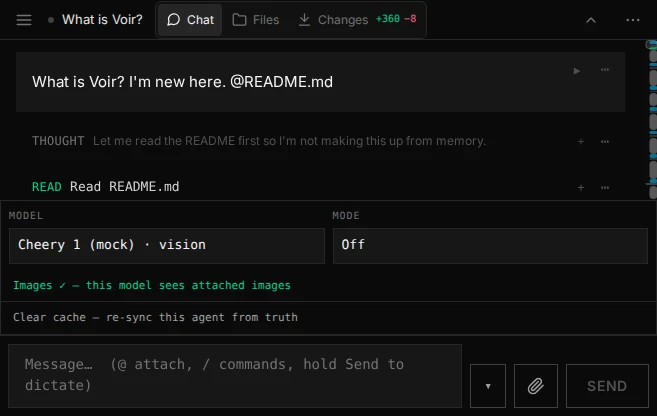 What is Voir? Chat Files Changes +360 −8
What is Voir? I'm new here. @README.md
THOUGHT Let me read the README first so I'm not making this up from memory.
READ Read README.md
MODEL MODE
Cheery 1 (mock) · vision Off
Images ✓ — this model sees attached images
Clear cache — re-sync this agent from truth
Message… (@ attach, / commands, hold Send to
dictate) SEND